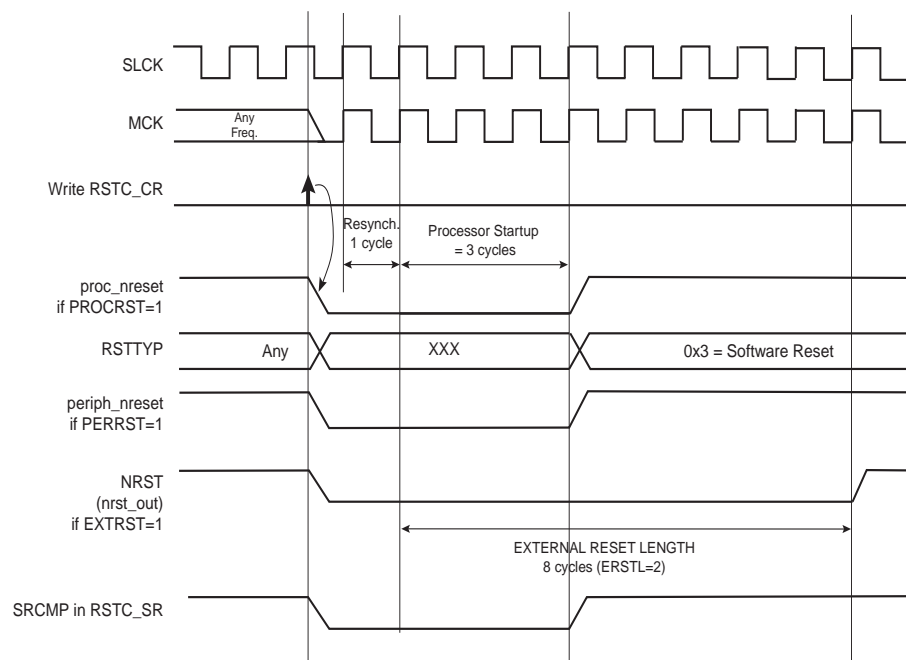 SLCK
MCK
Any
Freq.
Write RSTC_CR
Resynch.
1 cycle
Processor Startup
= 3 cycles
proc_nreset
if PROCRST=1
RSTTYP
Any
XXX
0x3 = Software Reset
periph_nreset
if PERRST=1
NRST
(nrst_out)
if EXTRST=1
EXTERNAL RESET LENGTH
8 cycles (ERSTL=2)
SRCMP in RSTC_SR